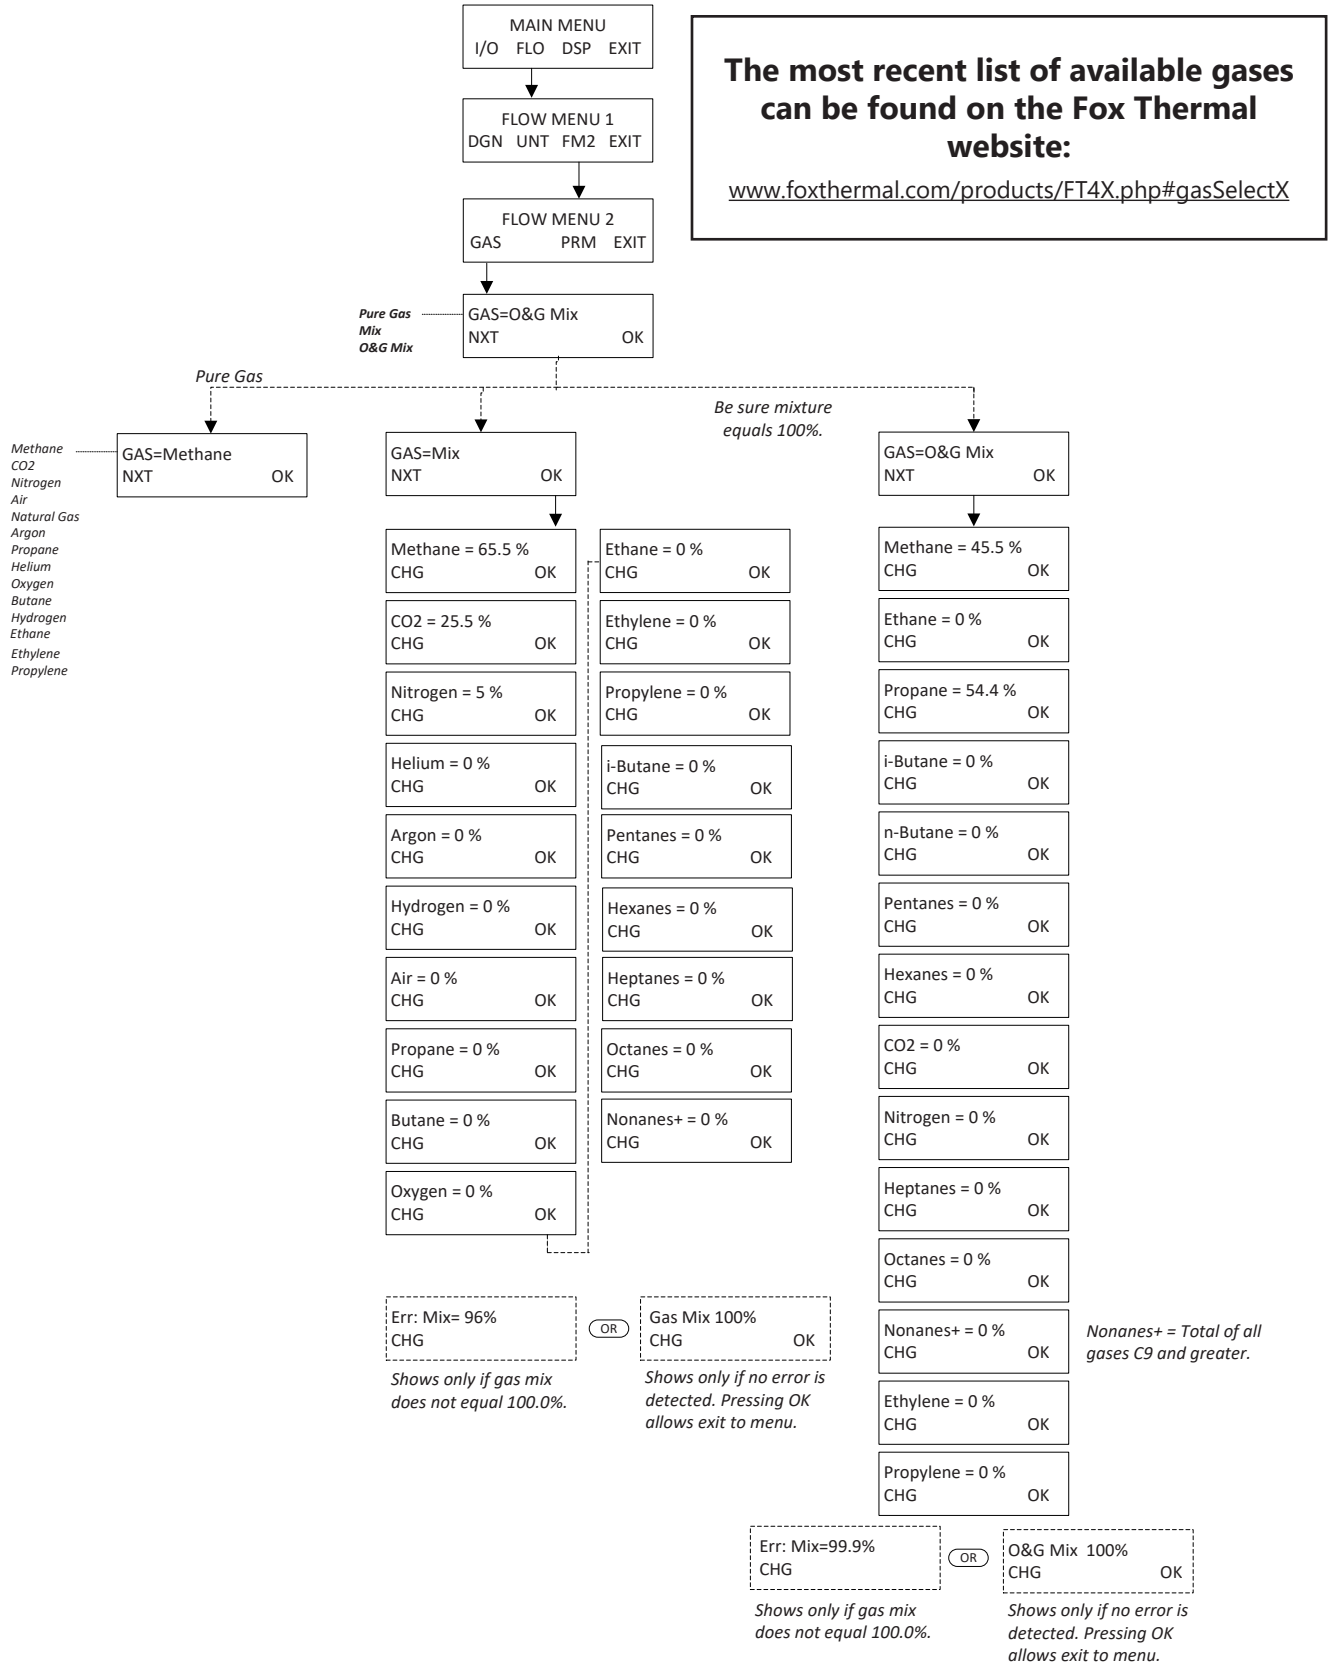 MAIN MENU
I/O FLO DSP EXIT
The most recent list of available gases
can be found on the Fox Thermal
website:
www.foxthermal.com/products/FT4X.php#gasSelectX
FLOW MENU 1
DGN UNT FM2 EXIT
FLOW MENU 2
GAS PRM EXIT
Pure Gas
Mix
O&G Mix
GAS=O&G Mix
NXT OK
Pure Gas
Be sure mixture
equals 100%.
Methane
CO2
Nitrogen
Air
Natural Gas
Argon
Propane
Helium
Oxygen
Butane
Hydrogen
Ethane
Ethylene
Propylene
GAS=Methane
NXT OK
GAS=Mix
NXT OK
Methane = 65.5 %
CHG OK
CO2 = 25.5 %
CHG OK
Nitrogen = 5 %
CHG OK
Helium = 0 %
CHG OK
Argon = 0 %
CHG OK
Hydrogen = 0 %
CHG OK
Air = 0 %
CHG OK
Propane = 0 %
CHG OK
Butane = 0 %
CHG OK
Oxygen = 0 %
CHG OK
Ethane = 0 %
CHG OK
Ethylene = 0 %
CHG OK
Propylene = 0 %
CHG OK
i-Butane = 0 %
CHG OK
Pentanes = 0 %
CHG OK
Hexanes = 0 %
CHG OK
Heptanes = 0 %
CHG OK
Octanes = 0 %
CHG OK
Nonanes+ = 0 %
CHG OK
Err: Mix= 96%
CHG
Shows only if gas mix
does not equal 100.0%.
OR
Gas Mix 100%
CHG OK
Shows only if no error is
detected. Pressing OK
allows exit to menu.
GAS=O&G Mix
NXT OK
Methane = 45.5 %
CHG OK
Ethane = 0 %
CHG OK
Propane = 54.4 %
CHG OK
i-Butane = 0 %
CHG OK
n-Butane = 0 %
CHG OK
Pentanes = 0 %
CHG OK
Hexanes = 0 %
CHG OK
CO2 = 0 %
CHG OK
Nitrogen = 0 %
CHG OK
Heptanes = 0 %
CHG OK
Octanes = 0 %
CHG OK
Nonanes+ = 0 %
CHG OK
Nonanes+ = Total of all
gases C9 and greater.
Ethylene = 0 %
CHG OK
Propylene = 0 %
CHG OK
Err: Mix=99.9%
CHG
Shows only if gas mix
does not equal 100.0%.
OR
O&G Mix 100%
CHG OK
Shows only if no error is
detected. Pressing OK
allows exit to menu.